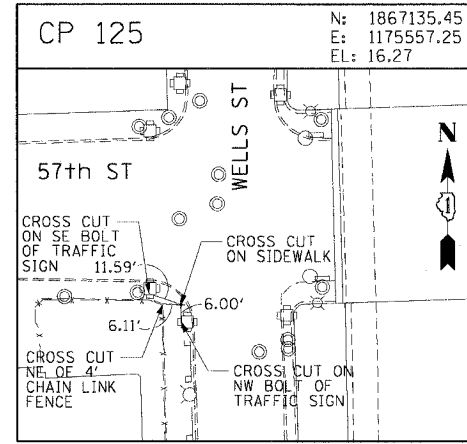 CP 125
N: 1867135.45
E: 1175557.25
EL: 16.27
WELLS ST
57th ST
N
1
CROSS CUT
ON SE BOLT
OF TRAFFIC
SIGN
11.59'
CROSS CUT
ON SIDEWALK
6.00'
6.11'
CROSS CUT
NE OF 4'
CHAIN LINK
FENCE
CROSS CUT ON
NW BOLT OF
TRAFFIC SIGN